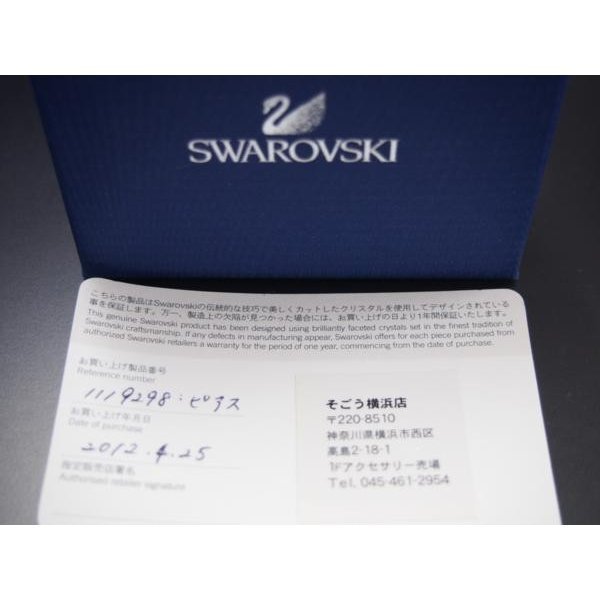 SWAROVSKI
こちらの製品はSwarovskiの伝統的な技巧で美しくカットしたクリスタルを使用してデザインされている
事を保証します。万一、製造上の欠陥が見つかった場合には、お買い上げの日より1年間保証いたします。
This genuine Swarovski product has been designed using brilliantly faceted crystals set in the finest tradition of
Swarovski craftsmanship. If any defects in manufacturing appear, Swarovski offers for each piece purchased from
authorized Swarovski retailers a warranty for the period of one year, commencing from the date of purchase.
お買い上げ製品番号
Reference number
1119298・ピアス
お買い上げ年月日
Date of purchase
2012.4.25
指定販売店署名
Authorised retailer signature
そごう横浜店
〒220-8510
神奈川県横浜市西区
高島2-18-1
1Fアクセサリー売場
Tel. 045-461-2954